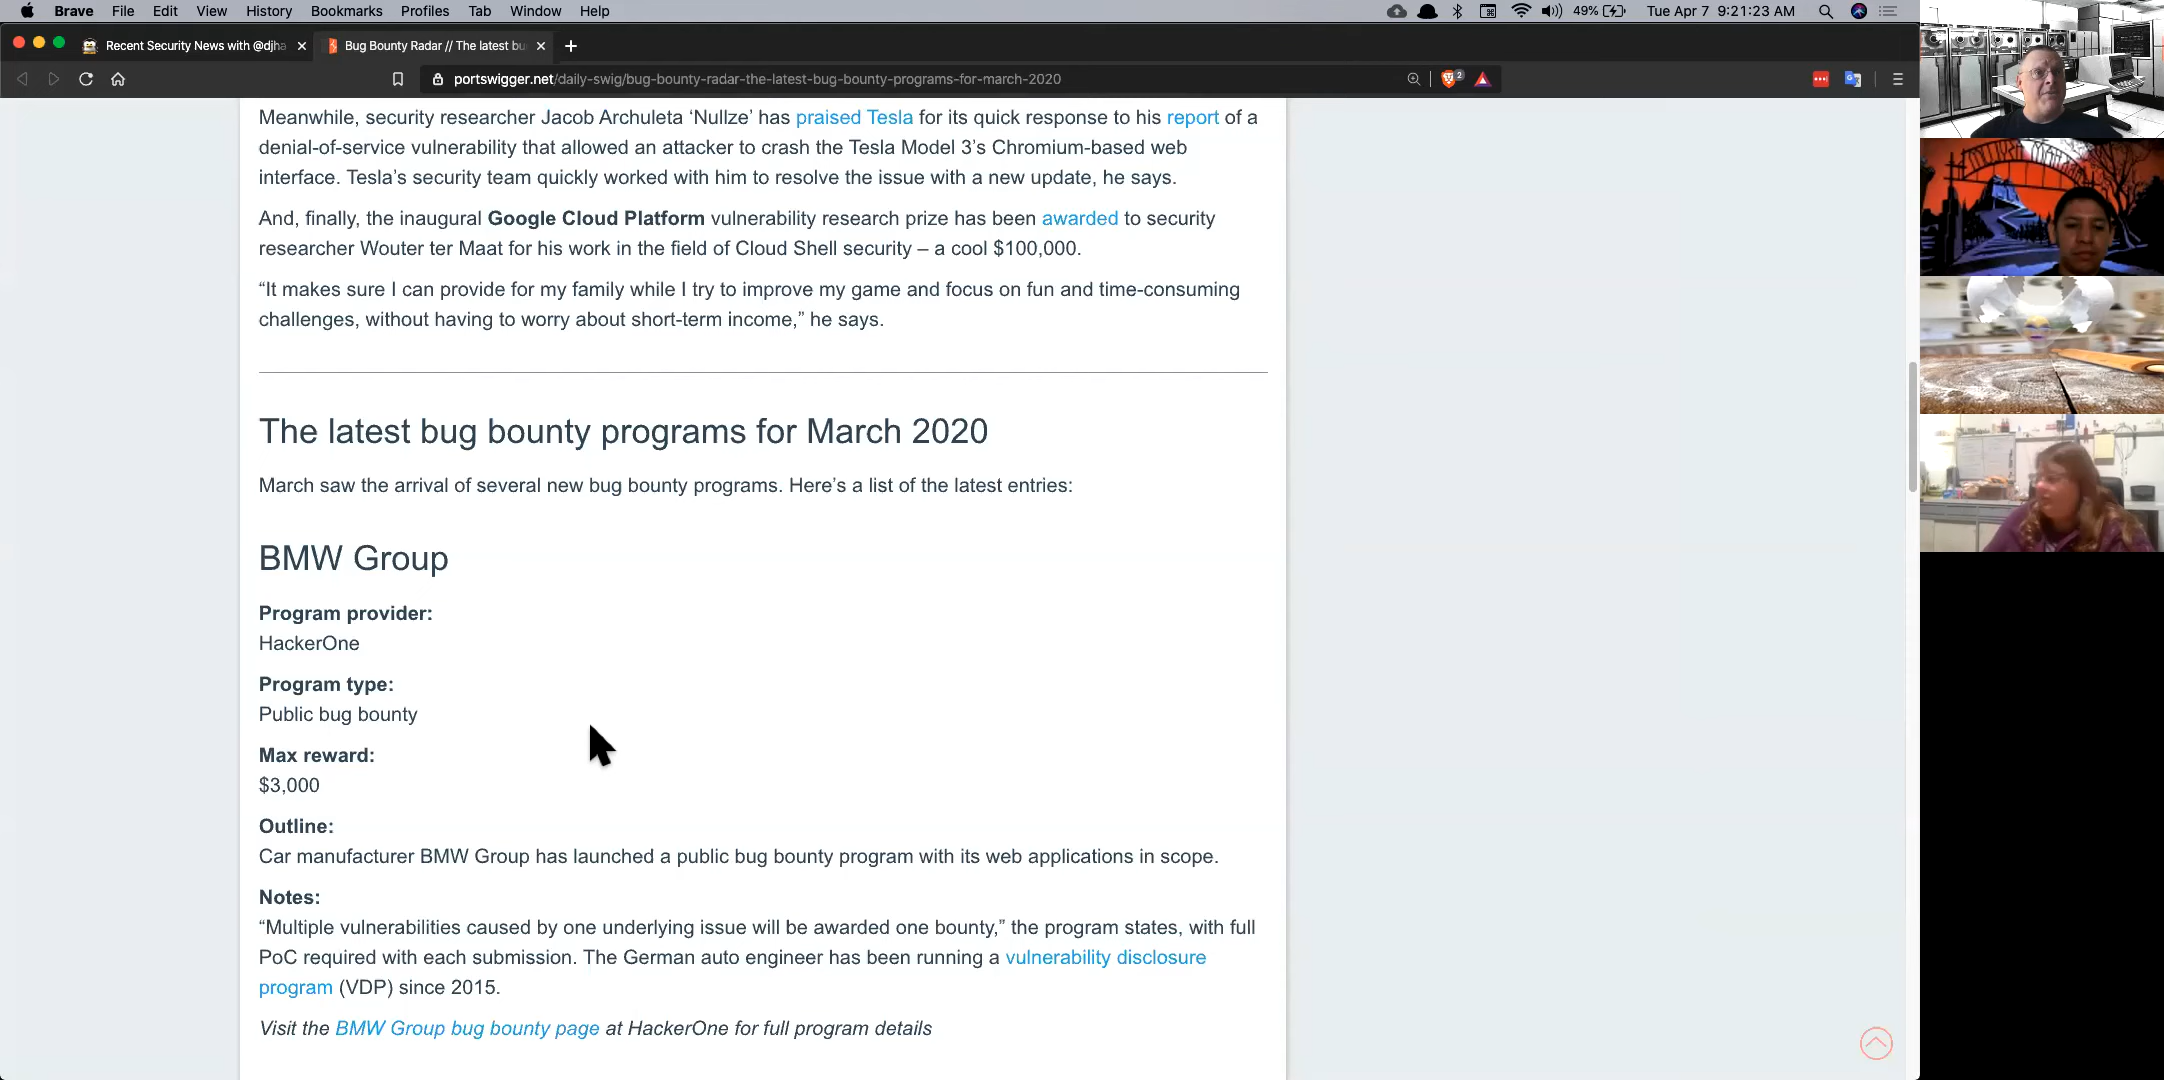 Brave File Edit View History Bookmarks Profiles Tab Window Help 49% Tue Apr 7 9:21:23 AM
Recent Security News with @djha Bug Bounty Radar // The latest bu
portswigger.net/daily-swig/bug-bounty-radar-the-latest-bug-bounty-programs-for-march-2020 2
Meanwhile, security researcher Jacob Archuleta ‘Nullze’ has praised Tesla for its quick response to his report of a
denial-of-service vulnerability that allowed an attacker to crash the Tesla Model 3’s Chromium-based web
interface. Tesla’s security team quickly worked with him to resolve the issue with a new update, he says.
And, finally, the inaugural Google Cloud Platform vulnerability research prize has been awarded to security
researcher Wouter ter Maat for his work in the field of Cloud Shell security – a cool $100,000.
“It makes sure I can provide for my family while I try to improve my game and focus on fun and time-consuming
challenges, without having to worry about short-term income,” he says.
The latest bug bounty programs for March 2020
March saw the arrival of several new bug bounty programs. Here’s a list of the latest entries:
BMW Group
Program provider:
HackerOne
Program type:
Public bug bounty
Max reward:
$3,000
Outline:
Car manufacturer BMW Group has launched a public bug bounty program with its web applications in scope.
Notes:
“Multiple vulnerabilities caused by one underlying issue will be awarded one bounty,” the program states, with full
PoC required with each submission. The German auto engineer has been running a vulnerability disclosure
program (VDP) since 2015.
Visit the BMW Group bug bounty page at HackerOne for full program details